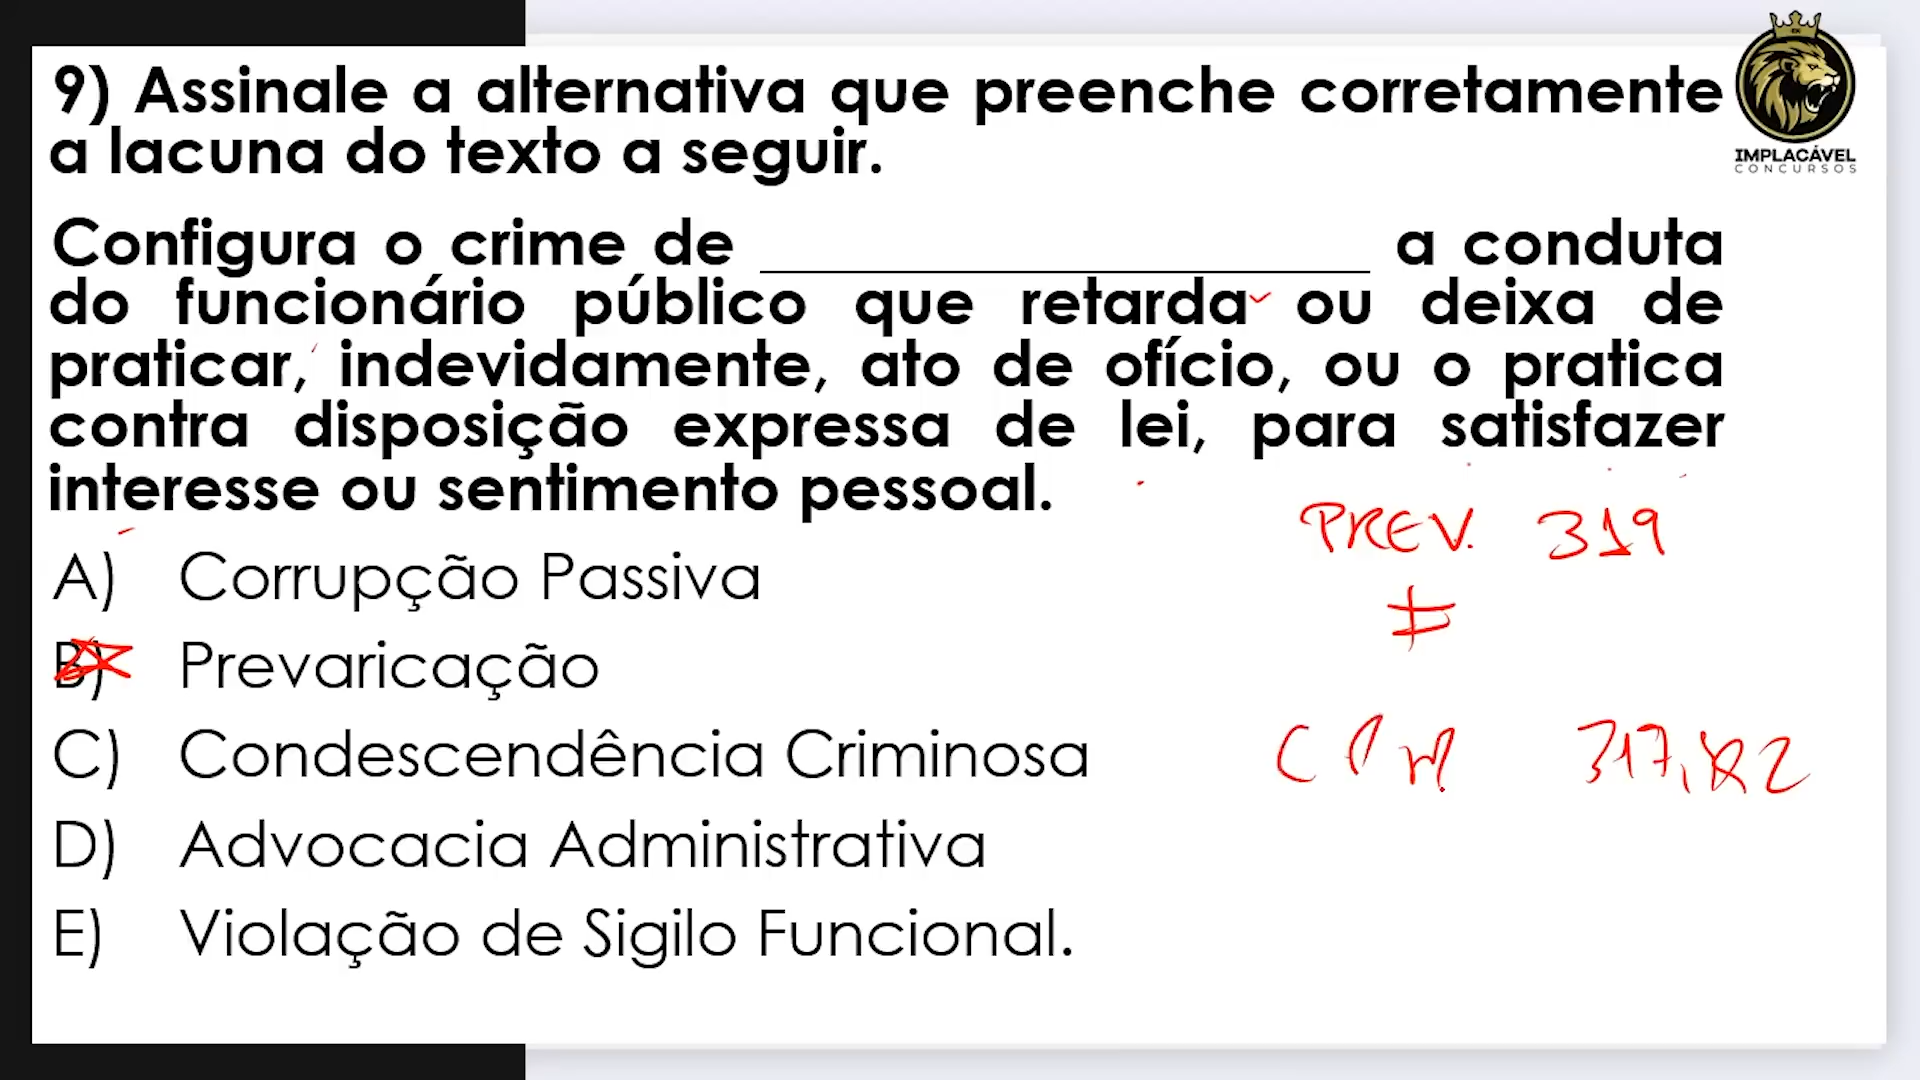 IMPLACÁVEL
CONCURSOS
9) Assinale a alternativa que preenche corretamente
a lacuna do texto a seguir.
Configura o crime de ____________________ a conduta
do funcionário público que retarda ou deixa de
praticar, indevidamente, ato de ofício, ou o pratica
contra disposição expressa de lei, para satisfazer
interesse ou sentimento pessoal.
PREV. 319
≠
A) Corrupção Passiva
B) Prevaricação
C) Condescendência Criminosa
317,
D) Advocacia Administrativa
E) Violação de Sigilo Funcional.